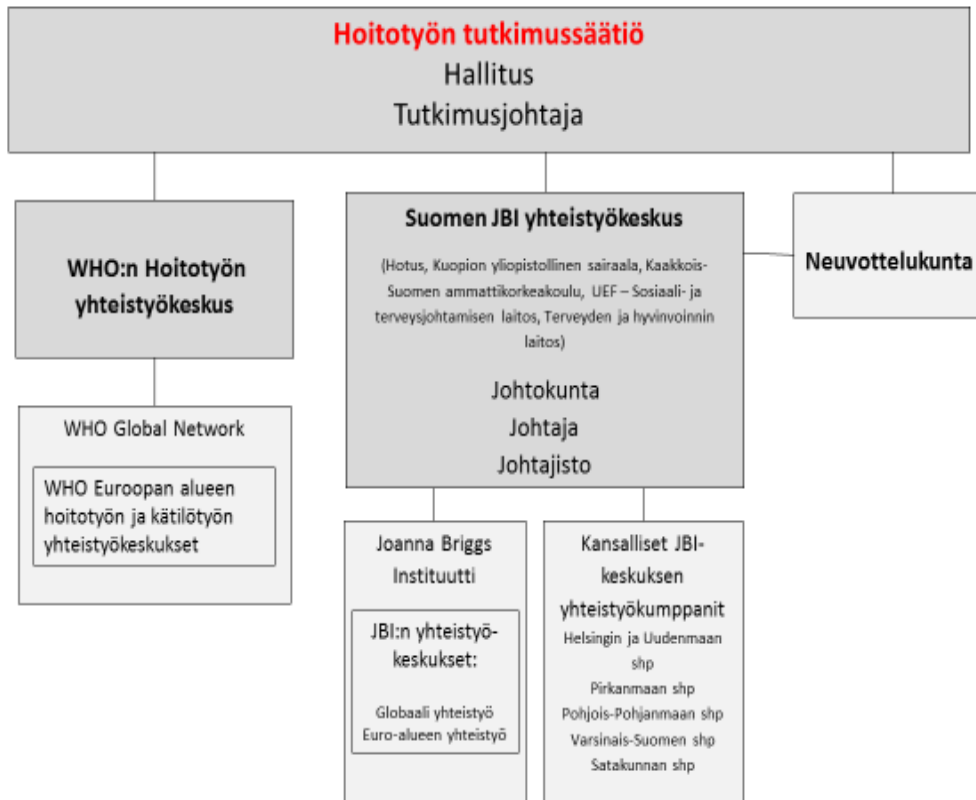 Hoitotyön tutkimussäätiö
Hallitus
Tutkimusjohtaja
WHO:n Hoitotyön
yhteistyökeskus
WHO Global Network
WHO Euroopan alueen
hoitotyön ja kätilötyön
yhteistyökeskukset
Suomen JBI yhteistyökeskus
(Hotus, Kuopion yliopistollinen sairaala, Kaakkois-
Suomen ammattikorkeakoulu, UEF – Sosiaali- ja
terveysjohtamisen laitos, Terveyden ja hyvinvoinnin
laitos)
Johtokunta
Johtaja
Johtajisto
Neuvottelukunta
Joanna Briggs
Instituutti
JBI:n yhteistyö-
keskukset:
Globaali yhteistyö
Euro-alueen yhteistyö
Kansalliset JBI-
keskuksen
yhteistyökumppanit
Helsingin ja Uudenmaan
shp
Pirkanmaan shp
Pohjois-Pohjanmaan shp
Varsinais-Suomen shp
Satakunnan shp